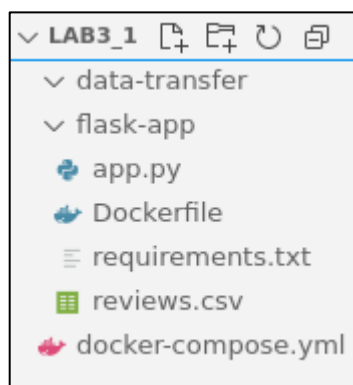 LAB3_1
data-transfer
flask-app
app.py
Dockerfile
requirements.txt
reviews.csv
docker-compose.yml